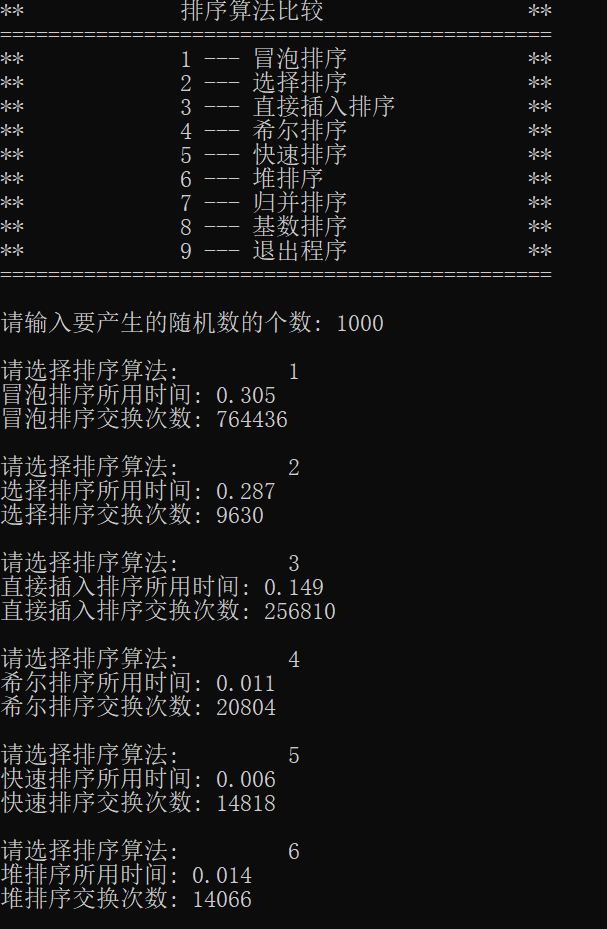 ** 排序算法比较 **
==============================================
** 1 --- 冒泡排序 **
** 2 --- 选择排序 **
** 3 --- 直接插入排序 **
** 4 --- 希尔排序 **
** 5 --- 快速排序 **
** 6 --- 堆排序 **
** 7 --- 归并排序 **
** 8 --- 基数排序 **
** 9 --- 退出程序 **
==============================================
请输入要产生的随机数的个数: 1000
请选择排序算法: 1
冒泡排序所用时间: 0.305
冒泡排序交换次数: 764436
请选择排序算法: 2
选择排序所用时间: 0.287
选择排序交换次数: 9630
请选择排序算法: 3
直接插入排序所用时间: 0.149
直接插入排序交换次数: 256810
请选择排序算法: 4
希尔排序所用时间: 0.011
希尔排序交换次数: 20804
请选择排序算法: 5
快速排序所用时间: 0.006
快速排序交换次数: 14818
请选择排序算法: 6
堆排序所用时间: 0.014
堆排序交换次数: 14066